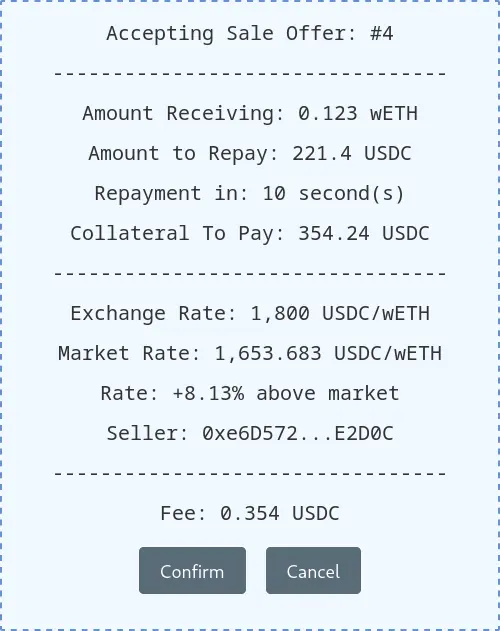 Accepting Sale Offer: #4
---------------------------------
Amount Receiving: 0.123 wETH
Amount to Repay: 221.4 USDC
Repayment in: 10 second(s)
Collateral To Pay: 354.24 USDC
---------------------------------
Exchange Rate: 1,800 USDC/wETH
Market Rate: 1,653.683 USDC/wETH
Rate: +8.13% above market
Seller: 0xe6D572...E2D0C
---------------------------------
Fee: 0.354 USDC
Confirm Cancel